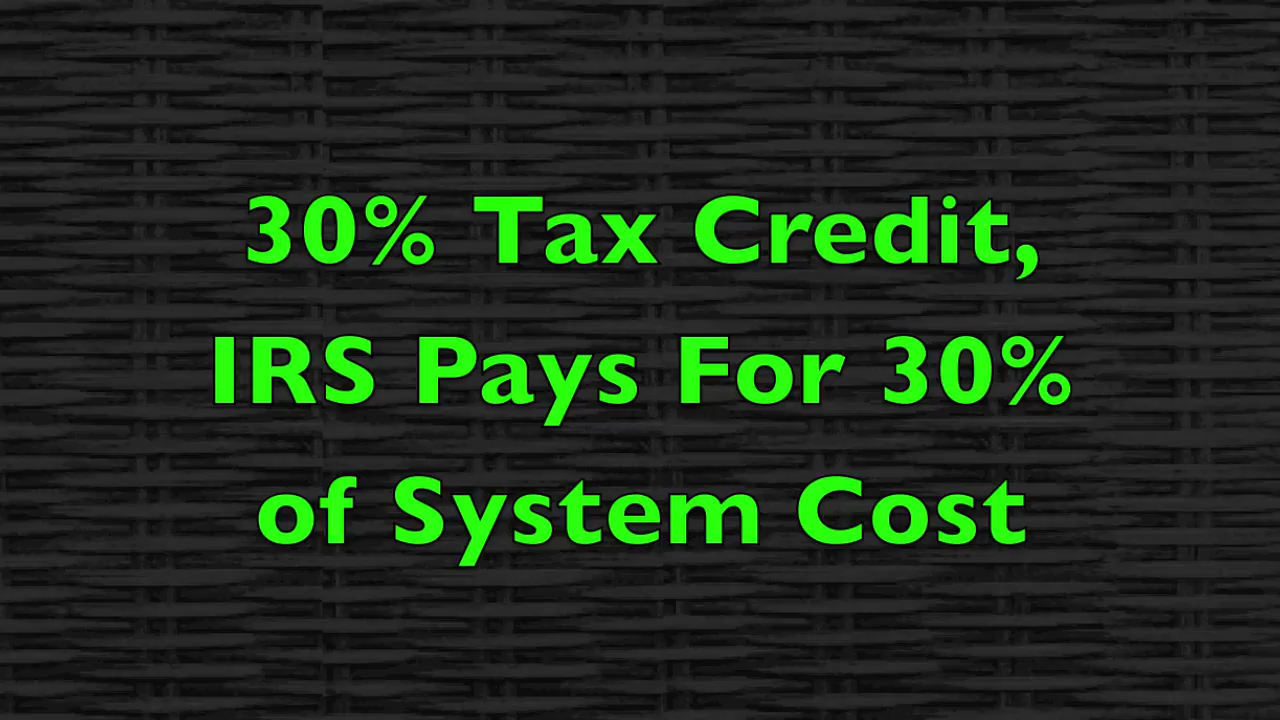 30% Tax Credit,
IRS Pays For 30%
of System Cost